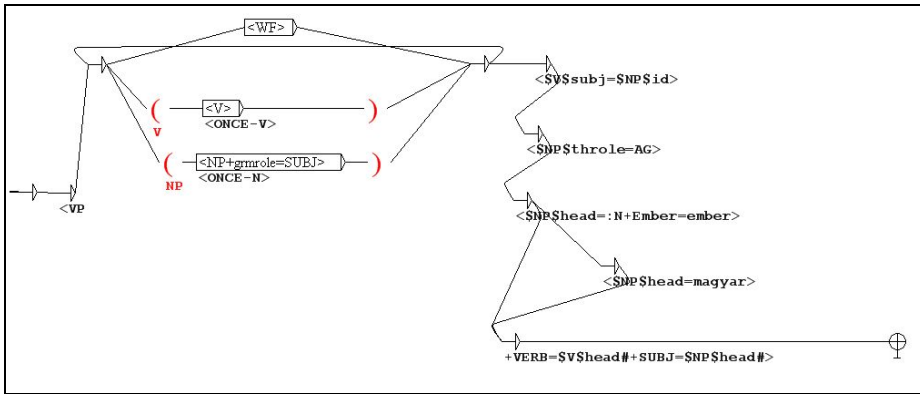 <WF>
<$V$subj=$NP$id>
<V>
V
<ONCE-V>
<$NP$throle=AG>
<NP+grmrole=SUBJ>
<ONCE-N>
NP
<VP
<$NP$head=:N+Ember=ember>
<$NP$head=magyar>
+VERB=$V$head#+SUBJ=$NP$head#>